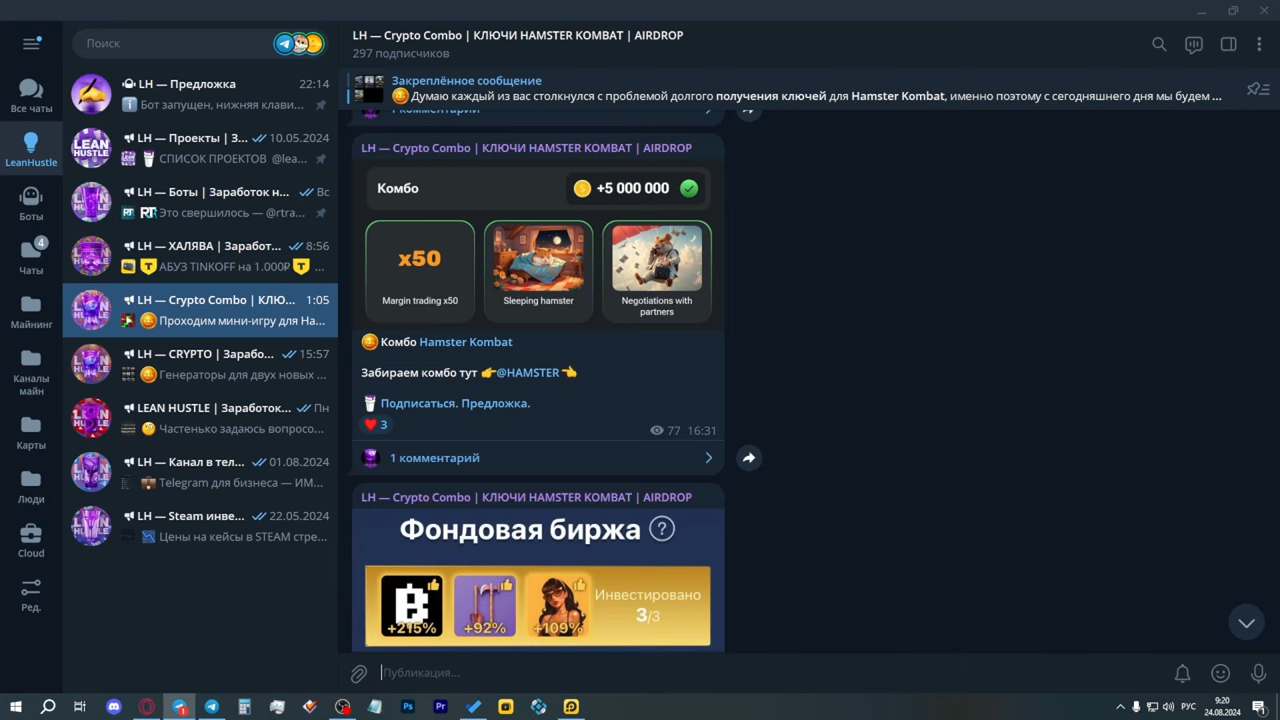 Поиск
Все чаты
LeanHustle
Боты
4
Чаты
Майнинг
Каналы
майн
Карты
Люди
Cloud
Ред.
LH — Предложка 22:14
Бот запущен, нижняя клави...
LH — Проекты | З... 10.05.2024
СПИСОК ПРОЕКТОВ @lea...
LH — Боты | Заработок н... Вс
Это свершилось — @rtra...
LH — ХАЛЯВА | Заработ... 8:56
АБУЗ TINKOFF на 1.000₽ ...
LH — Crypto Combo | КЛЮ... 1:05
Проходим мини-игру для Ha...
LH — CRYPTO | Зарабо... 15:57
Генераторы для двух новых ...
LEAN HUSTLE | Заработок... Пн
Частенько задаюсь вопросо...
LH — Канал в тел... 01.08.2024
Telegram для бизнеса — ИМ...
LH — Steam инве... 22.05.2024
Цены на кейсы в STEAM стре...
LH — Crypto Combo | КЛЮЧИ HAMSTER KOMBAT | AIRDROP
297 подписчиков
Закреплённое сообщение
Думаю каждый из вас столкнулся с проблемой долгого получения ключей для Hamster Kombat, именно поэтому с сегодняшнего дня мы будем ...
1 комментарий
LH — Crypto Combo | КЛЮЧИ HAMSTER KOMBAT | AIRDROP
Комбо +5 000 000
x50
Margin trading x50
Sleeping hamster
Negotiations with
partners
Комбо Hamster Kombat
Забираем комбо тут 👉@HAMSTER👈
Подписаться. Предложка.
❤ 3
77 16:31
1 комментарий
LH — Crypto Combo | КЛЮЧИ HAMSTER KOMBAT | AIRDROP
Фондовая биржа ?
+215% +92% +109%
Инвестировано
3/3
Публикация...
РУС
9:20
24.08.2024